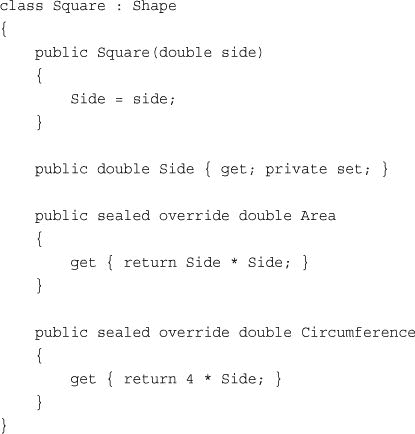 class Square : Shape
{
    public Square(double side)
    {
        Side = side;
    }

    public double Side { get; private set; }

    public sealed override double Area
    {
        get { return Side * Side; }
    }

    public sealed override double Circumference
    {
        get { return 4 * Side; }
    }
}